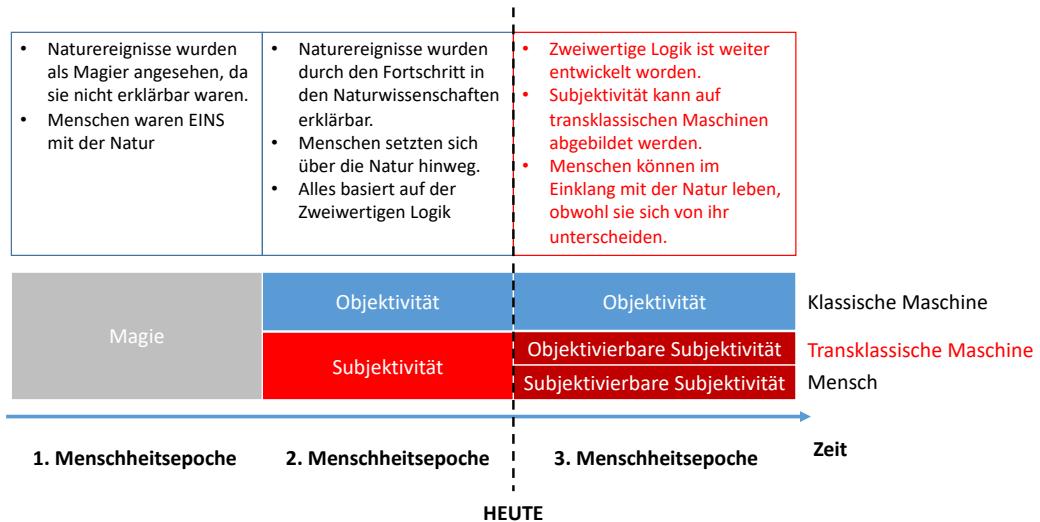 • Naturereignisse wurden
als Magier angesehen, da
sie nicht erklärbar waren.
• Menschen waren EINS
mit der Natur
• Naturereignisse wurden
durch den Fortschritt in
den Naturwissenschaften
erklärbar.
• Menschen setzten sich
über die Natur hinweg.
• Alles basiert auf der
Zweiwertigen Logik
• Zweiwertige Logik ist weiter
entwickelt worden.
• Subjektivität kann auf
transklassischen Maschinen
abgebildet werden.
• Menschen können im
Einklang mit der Natur leben,
obwohl sie sich von ihr
unterscheiden.
Magie
Objektivität
Subjektivität
Objektivität
Objektivierbare Subjektivität
Subjektivierbare Subjektivität
Klassische Maschine
Transklassische Maschine
Mensch
1. Menschheitsepoche
2. Menschheitsepoche
3. Menschheitsepoche
Zeit
HEUTE